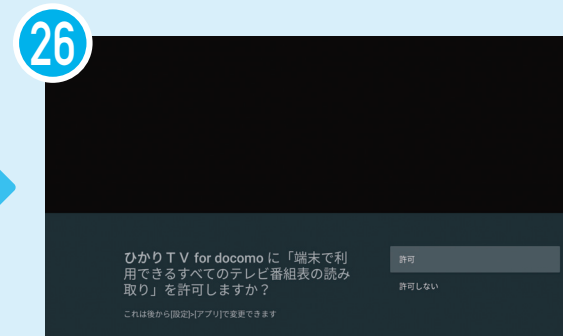 26
ひかりＴＶ for docomo に「端末で利
用できるすべてのテレビ番組表の読み
取り」を許可しますか？
これは後から[設定]>[アプリ]で変更できます
許可
許可しない